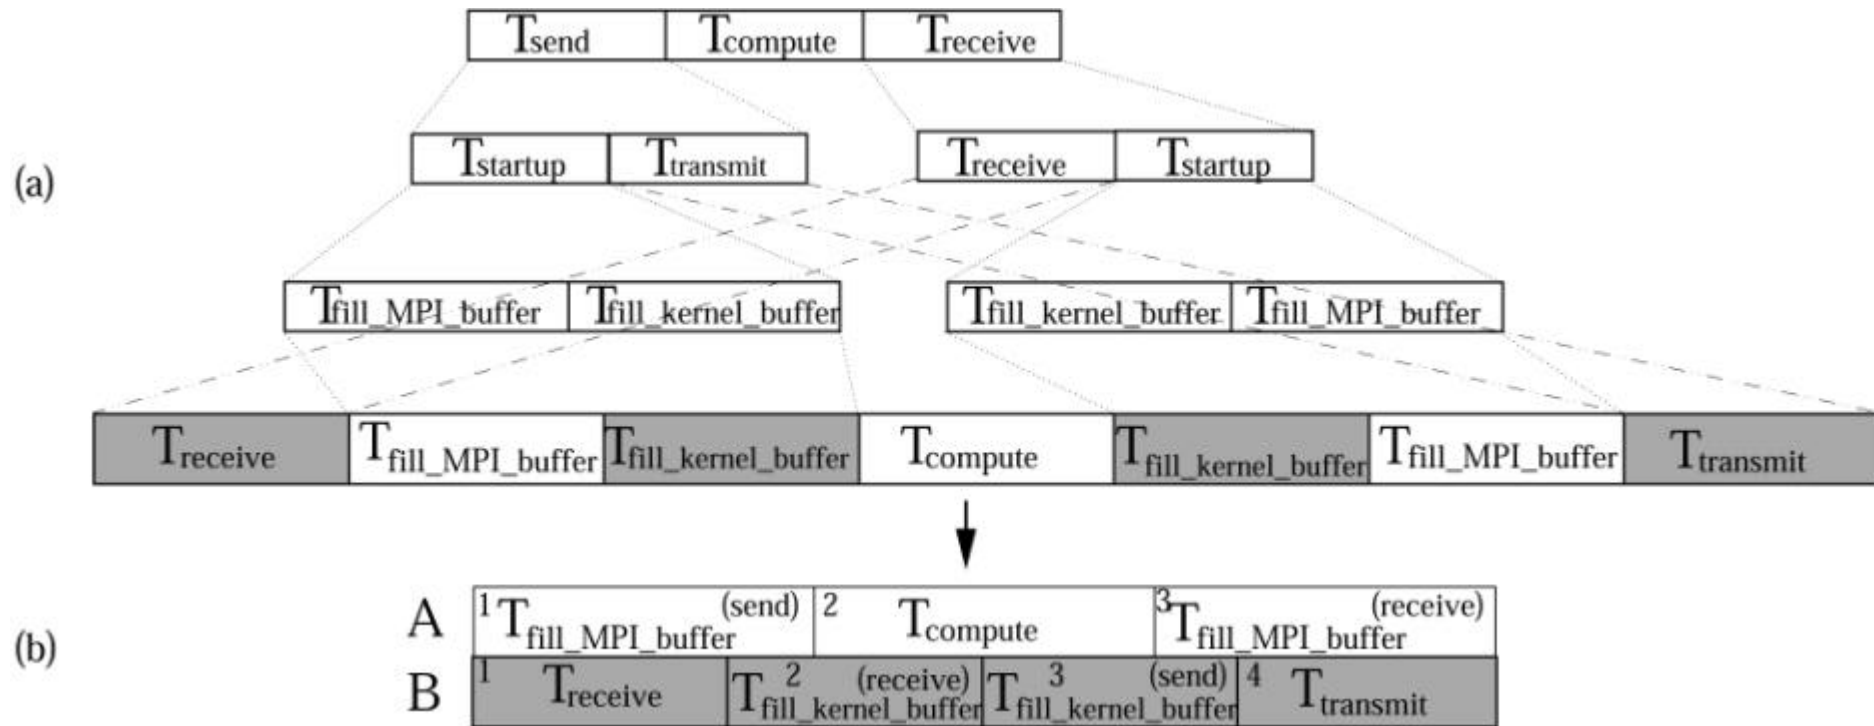 Tsend Tcompute Treceive
(a)
Tstartup Ttransmit Treceive Tstartup
Tfill_MPI_buffer Tfill_kernel_buffer Tfill_kernel_buffer Tfill_MPI_buffer
Treceive Tfill_MPI_buffer Tfill_kernel_buffer Tcompute Tfill_kernel_buffer Tfill_MPI_buffer Ttransmit
(b)
A 1 Tfill_MPI_buffer (send) 2 Tcompute 3 Tfill_MPI_buffer (receive)
B 1 Treceive 2 Tfill_kernel_buffer (receive) 3 Tfill_kernel_buffer (send) 4 Ttransmit